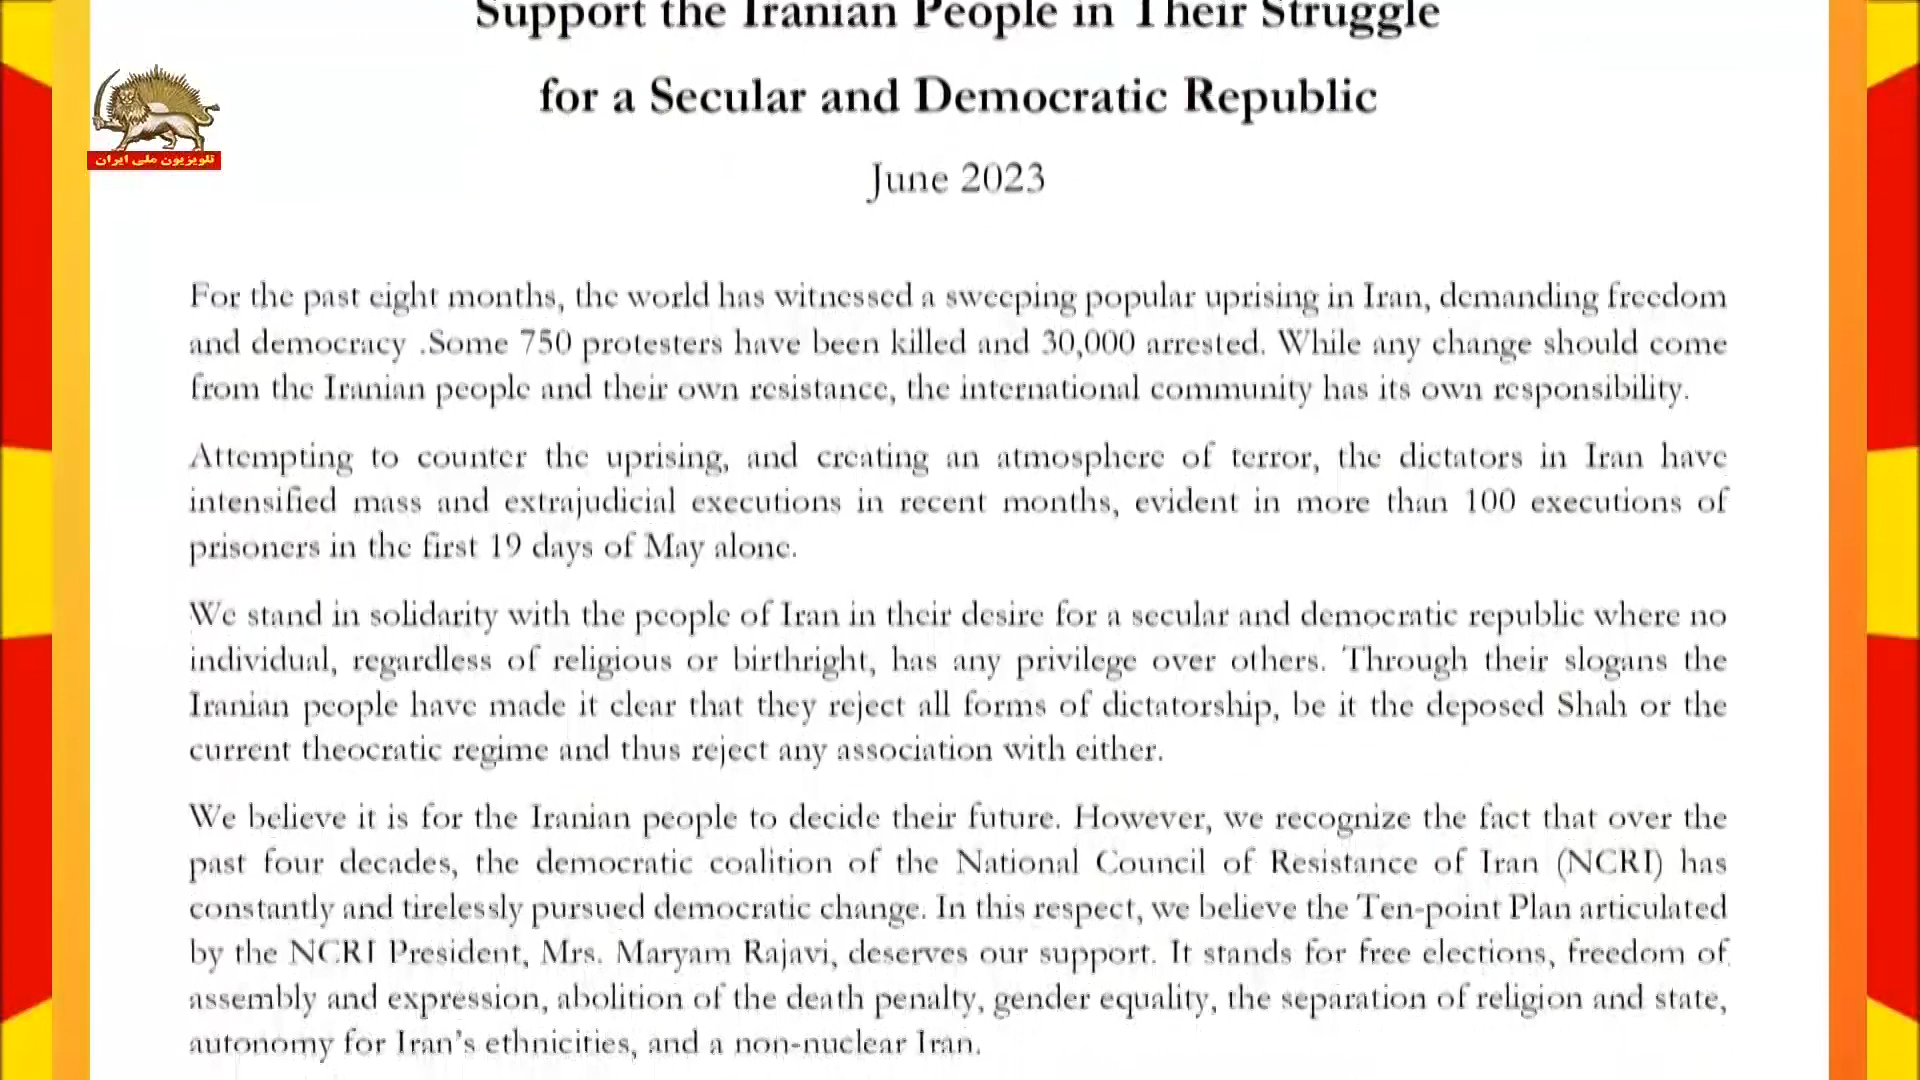 Support the Iranian People in Their Struggle
for a Secular and Democratic Republic
تلویزیون ملی ایران
June 2023
For the past eight months, the world has witnessed a sweeping popular uprising in Iran, demanding freedom
and democracy .Some 750 protesters have been killed and 30,000 arrested. While any change should come
from the Iranian people and their own resistance, the international community has its own responsibility.
Attempting to counter the uprising, and creating an atmosphere of terror, the dictators in Iran have
intensified mass and extrajudicial executions in recent months, evident in more than 100 executions of
prisoners in the first 19 days of May alone.
We stand in solidarity with the people of Iran in their desire for a secular and democratic republic where no
individual, regardless of religious or birthright, has any privilege over others. Through their slogans the
Iranian people have made it clear that they reject all forms of dictatorship, be it the deposed Shah or the
current theocratic regime and thus reject any association with either.
We believe it is for the Iranian people to decide their future. However, we recognize the fact that over the
past four decades, the democratic coalition of the National Council of Resistance of Iran (NCRI) has
constantly and tirelessly pursued democratic change. In this respect, we believe the Ten-point Plan articulated
by the NCRI President, Mrs. Maryam Rajavi, deserves our support. It stands for free elections, freedom of
assembly and expression, abolition of the death penalty, gender equality, the separation of religion and state,
autonomy for Iran's ethnicities, and a non-nuclear Iran.